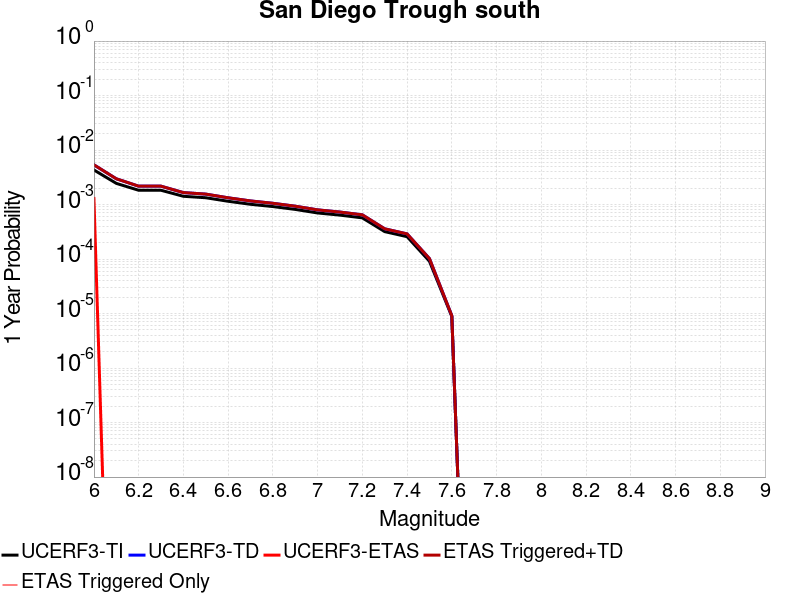 San Diego Trough south
10^0
10^-1
10^-2
10^-3
10^-4
10^-5
10^-6
10^-7
10^-8
1 Year Probability
6 6.2 6.4 6.6 6.8 7 7.2 7.4 7.6 7.8 8 8.2 8.4 8.6 8.8 9
Magnitude
UCERF3-TI UCERF3-TD UCERF3-ETAS ETAS Triggered+TD
ETAS Triggered Only